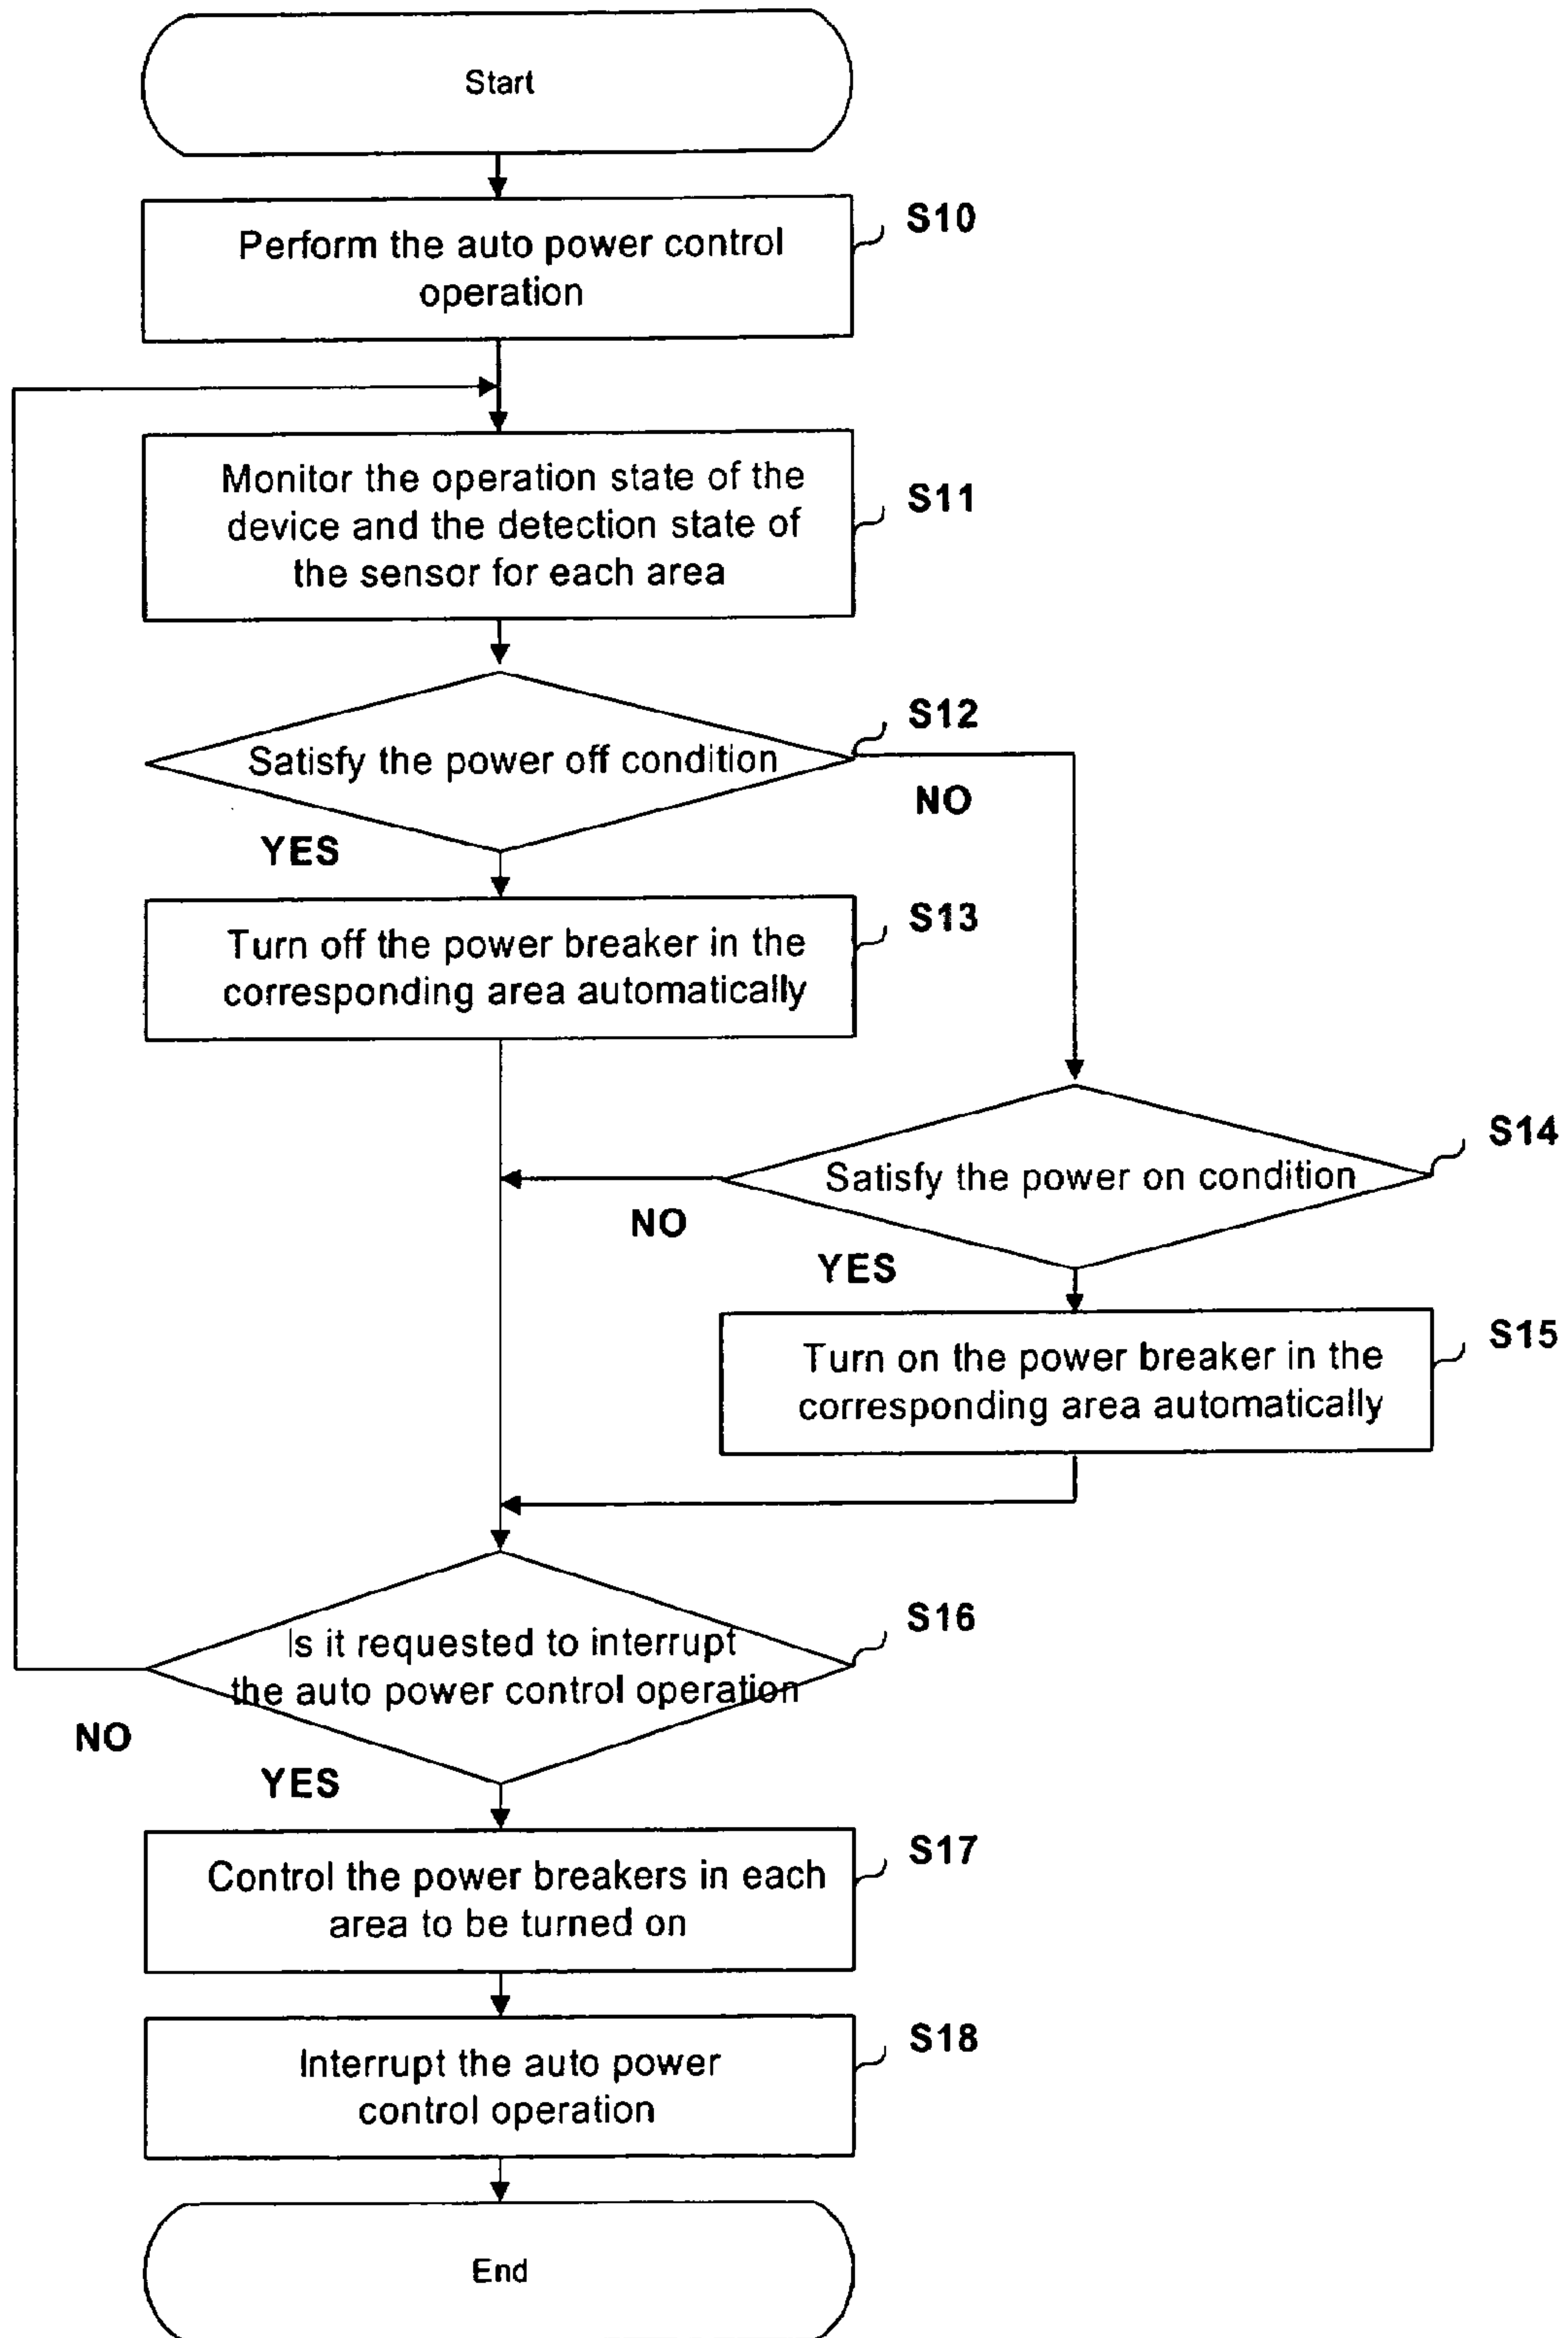 Start
Perform the auto power control
operation
S10
Monitor the operation state of the
device and the detection state of
the sensor for each area
S11
Satisfy the power off condition
S12
NO
YES
Turn off the power breaker in the
corresponding area automatically
S13
Satisfy the power on condition
S14
NO
YES
Turn on the power breaker in the
corresponding area automatically
S15
Is it requested to interrupt
the auto power control operation
S16
NO
YES
Control the power breakers in each
area to be turned on
S17
Interrupt the auto power
control operation
S18
End